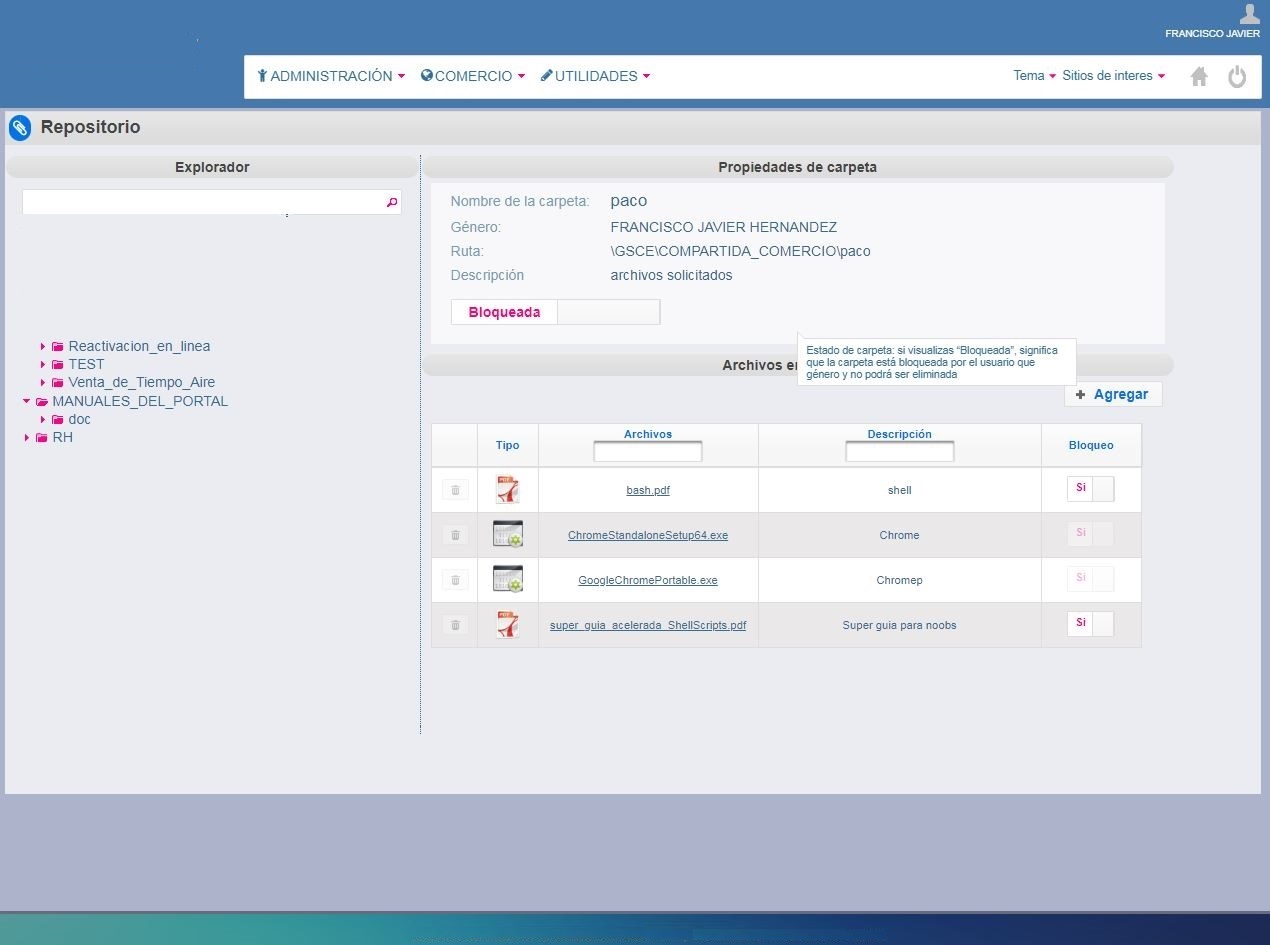 FRANCISCO JAVIER
ADMINISTRACIÓN COMERCIO UTILIDADES Tema Sitios de interes
Repositorio
Explorador
Reactivacion_en_linea
TEST
Venta_de_Tiempo_Aire
MANUALES_DEL_PORTAL
doc
RH
Propiedades de carpeta
Nombre de la carpeta: paco
Género: FRANCISCO JAVIER HERNANDEZ
Ruta: \GSCE\COMPARTIDA_COMERCIO\paco
Descripción archivos solicitados
Bloqueada
Estado de carpeta: si visualizas “Bloqueada”, significa
que la carpeta está bloqueada por el usuario que
género y no podrá ser eliminada
Archivos
Agregar
Tipo Archivos Descripción Bloqueo
PDF bash.pdf shell Si
ChromeStandaloneSetup64.exe Chrome Si
GoogleChromePortable.exe Chromep Si
PDF super_guia_acelerada_ShellScripts.pdf Super guia para noobs Si